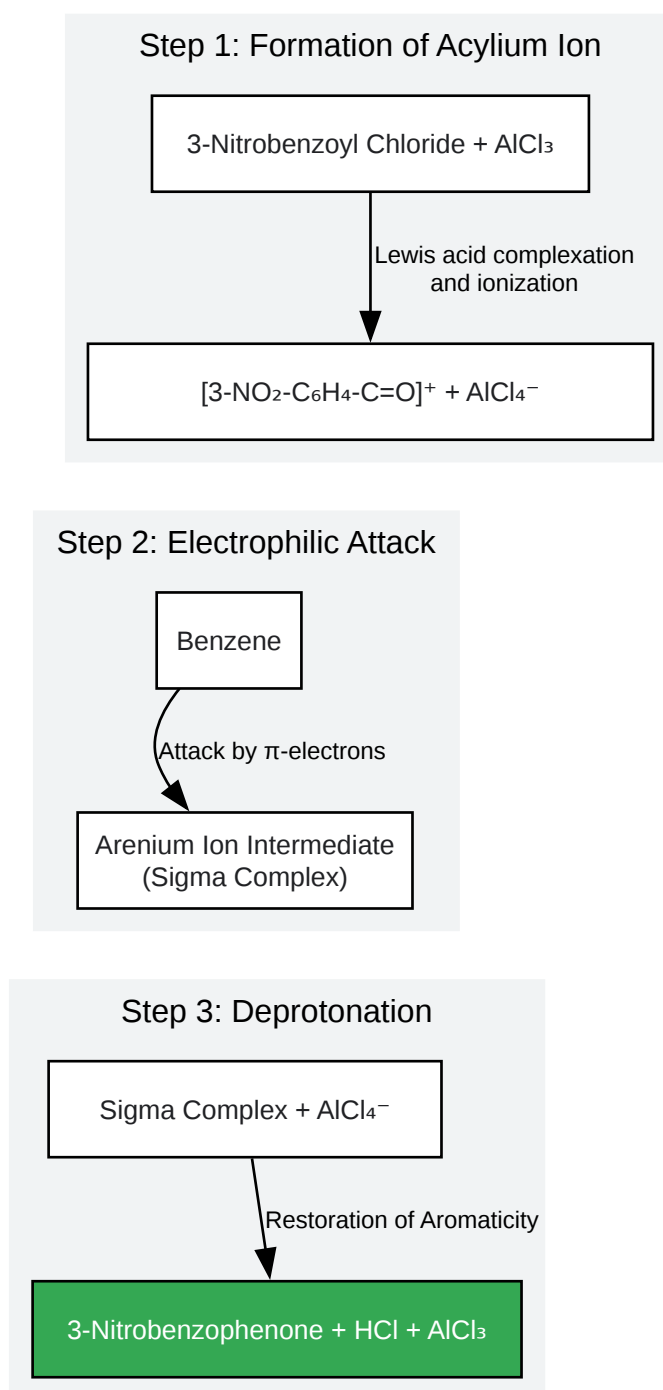 Step 1: Formation of Acylium Ion
3-Nitrobenzoyl Chloride + AlCl₃
Lewis acid complexation
and ionization
[3-NO₂-C₆H₄-C=O]⁺ + AlCl₄⁻
Step 2: Electrophilic Attack
Benzene
Attack by π-electrons
Arenium Ion Intermediate
(Sigma Complex)
Step 3: Deprotonation
Sigma Complex + AlCl₄⁻
Restoration of Aromaticity
3-Nitrobenzophenone + HCl + AlCl₃